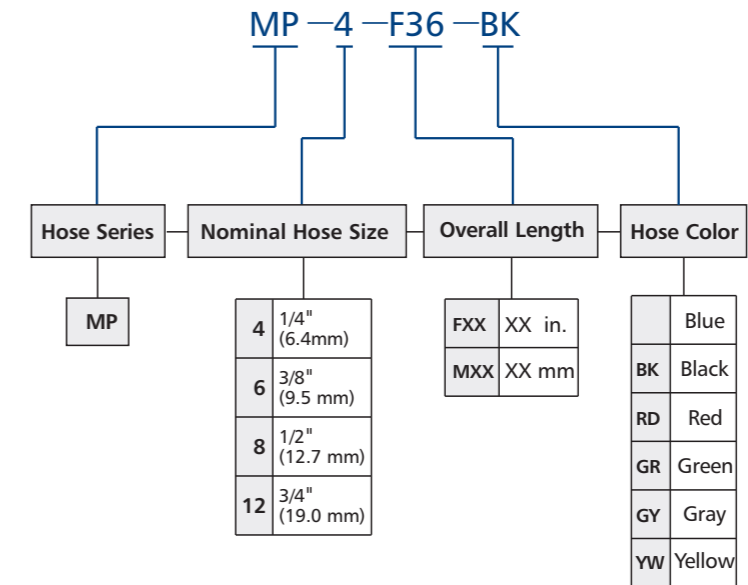 MP — 4 — F36 — BK
Hose Series
Nominal Hose Size
Overall Length
Hose Color
MP
4 1/4" (6.4mm)
6 3/8" (9.5 mm)
8 1/2" (12.7 mm)
12 3/4" (19.0 mm)
FXX XX in.
MXX XX mm
Blue
BK Black
RD Red
GR Green
GY Gray
YW Yellow